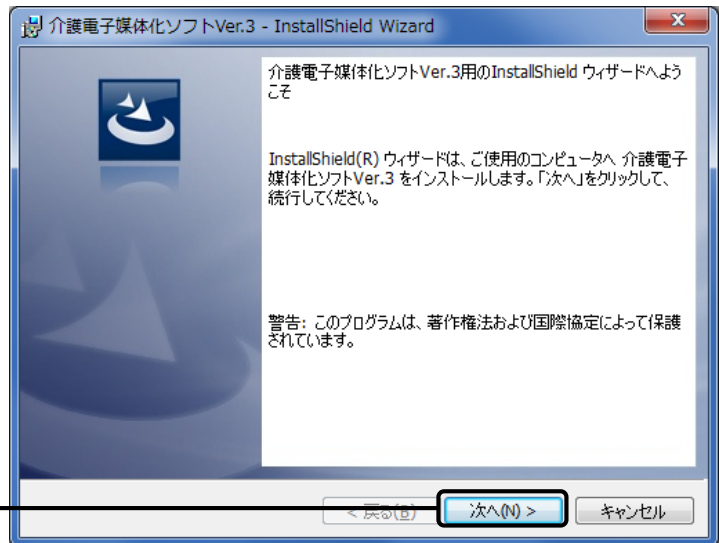 介護電子媒体化ソフトVer.3 - InstallShield Wizard
介護電子媒体化ソフトVer.3用のInstallShield ウィザードへよう
こそ
InstallShield(R) ウィザードは、ご使用のコンピュータへ 介護電子
媒体化ソフトVer.3 をインストールします。「次へ」をクリックして、
続行してください。
警告: このプログラムは、著作権法および国際協定によって保護
されています。
< 戻る(B) 次へ(N) > キャンセル